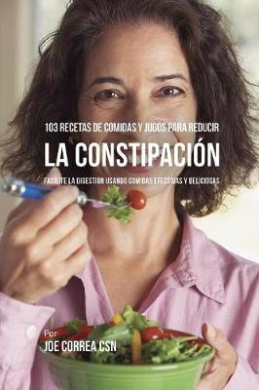 103 RECETAS DE COMIDAS Y JUGOS PARA REDUCIR
LA CONSTIPACIÓN
FACILITE LA DIGESTIÓN USANDO COMIDAS EFECTIVAS Y DELICIOSAS
Por
JOE CORREA CSN